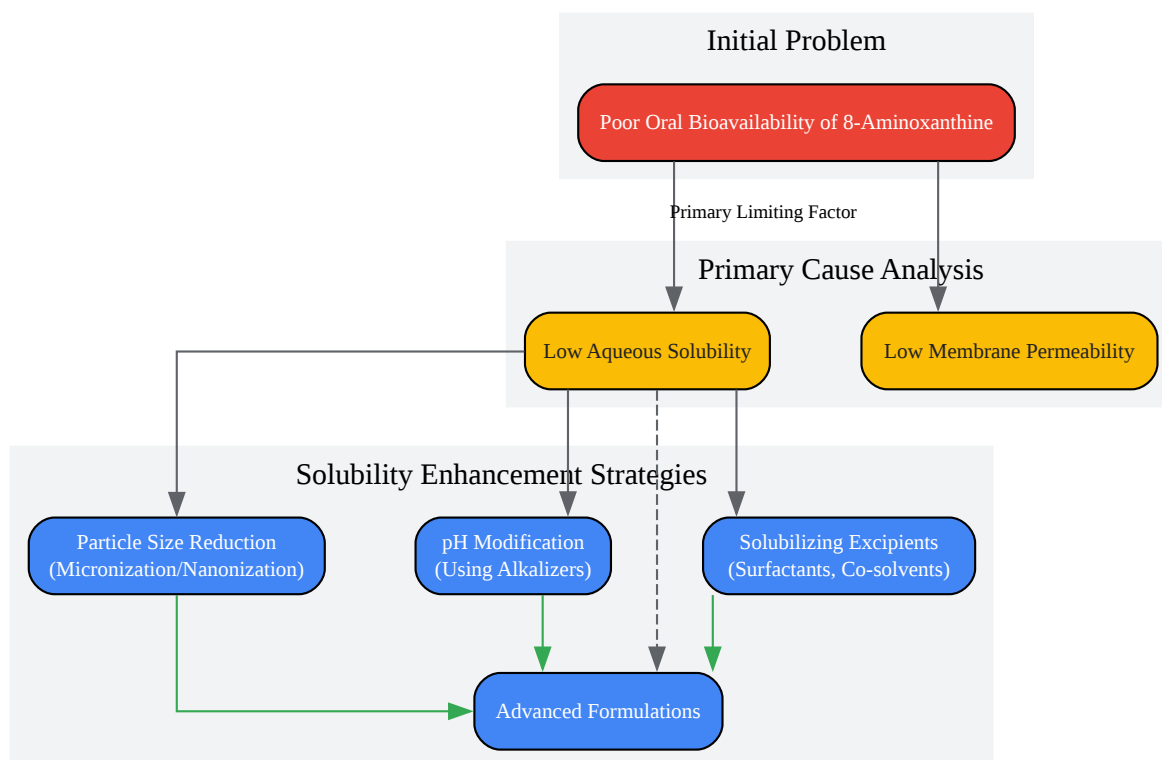 Initial Problem
Poor Oral Bioavailability of 8-Aminoxanthine
Primary Limiting Factor
Primary Cause Analysis
Low Aqueous Solubility
Low Membrane Permeability
Solubility Enhancement Strategies
Particle Size Reduction
(Micronization/Nanonization)
pH Modification
(Using Alkalizers)
Solubilizing Excipients
(Surfactants, Co-solvents)
Advanced Formulations